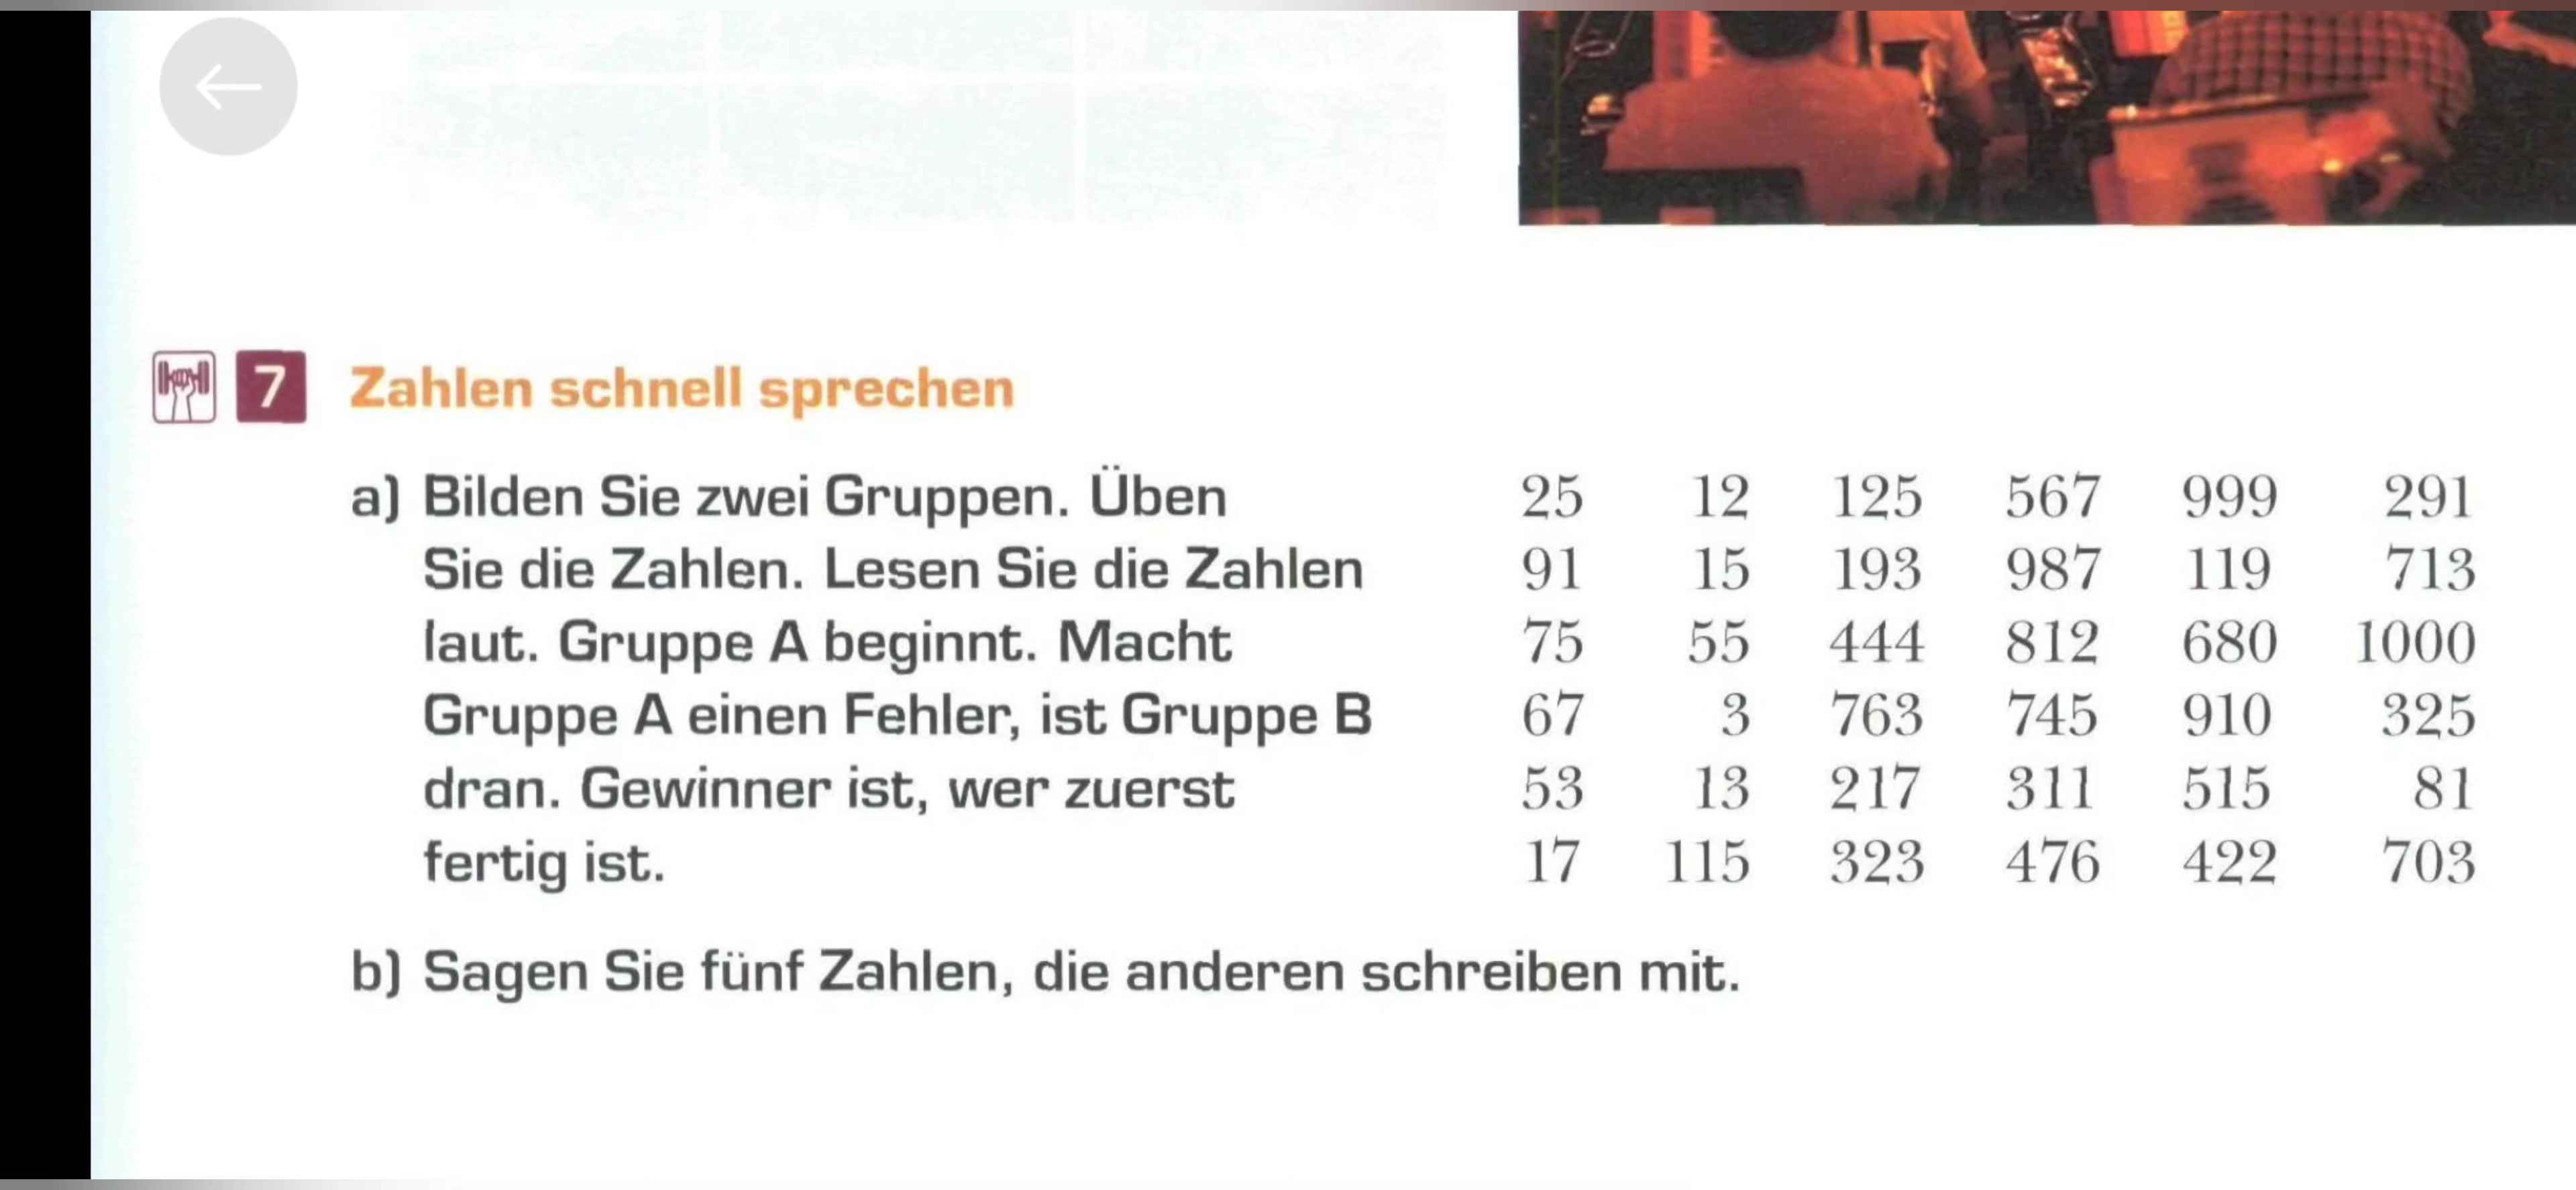 7 Zahlen schnell sprechen
a) Bilden Sie zwei Gruppen. Üben
Sie die Zahlen. Lesen Sie die Zahlen
laut. Gruppe A beginnt. Macht
Gruppe A einen Fehler, ist Gruppe B
dran. Gewinner ist, wer zuerst
fertig ist.
25 12 125 567 999 291
91 15 193 987 119 713
75 55 444 812 680 1000
67 3 763 745 910 325
53 13 217 311 515 81
17 115 323 476 422 703
b) Sagen Sie fünf Zahlen, die anderen schreiben mit.